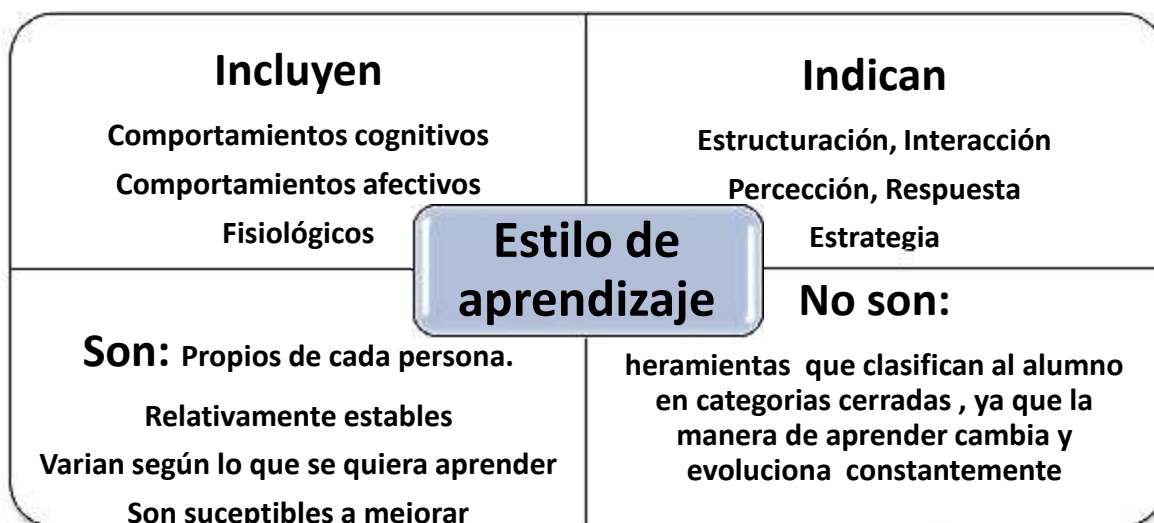 Incluyen
Comportamientos cognitivos
Comportamientos afectivos
Fisiológicos
Indican
Estructuración, Interacción
Percección, Respuesta
Estrategia
Estilo de
aprendizaje
Son: Propios de cada persona.
Relativamente estables
Varian según lo que se quiera aprender
Son suceptibles a mejorar
No son:
heramientas que clasifican al alumno
en categorias cerradas , ya que la
manera de aprender cambia y
evoluciona constantemente